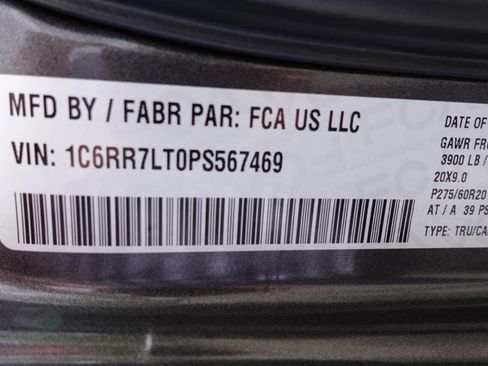 MFD BY / FABR PAR: FCA US LLC
VIN: 1C6RR7LT0PS567469
DATE OF
GAWR FR
3900 LB /
20X9.0
P275/60R20
AT / A 39 PS
TYPE: TRU/CA